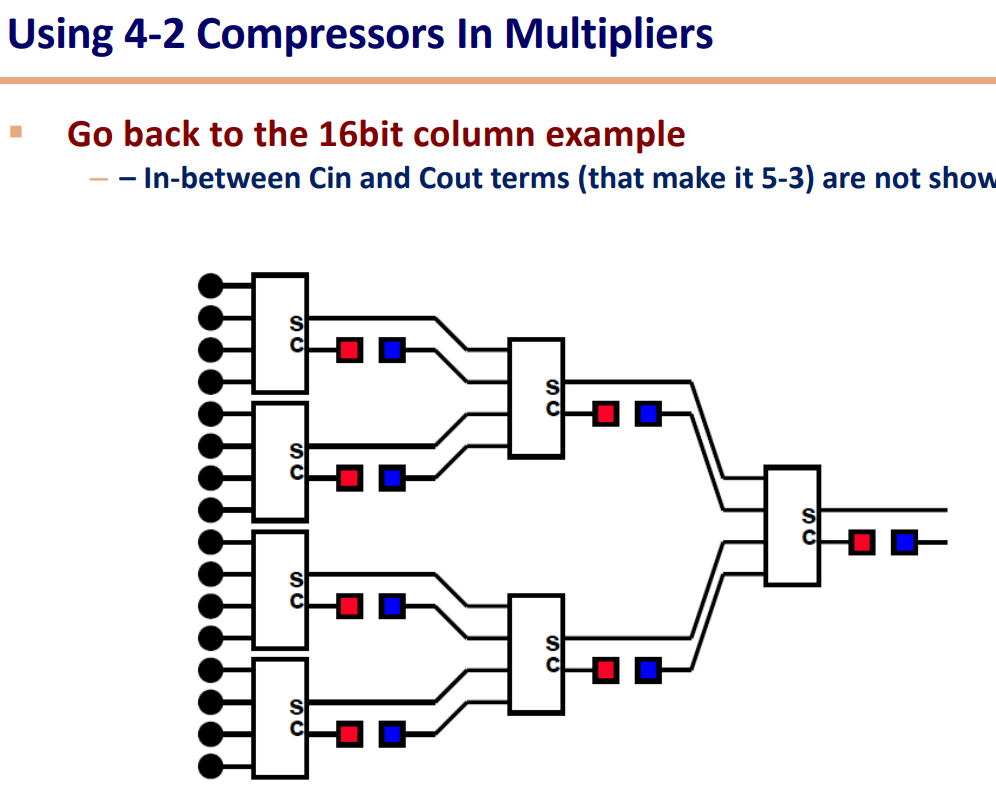 Using 4-2 Compressors In Multipliers
Go back to the 16bit column example
– – In-between Cin and Cout terms (that make it 5-3) are not show
S
C
S
C
S
C
S
C
S
C
S
C
S
C